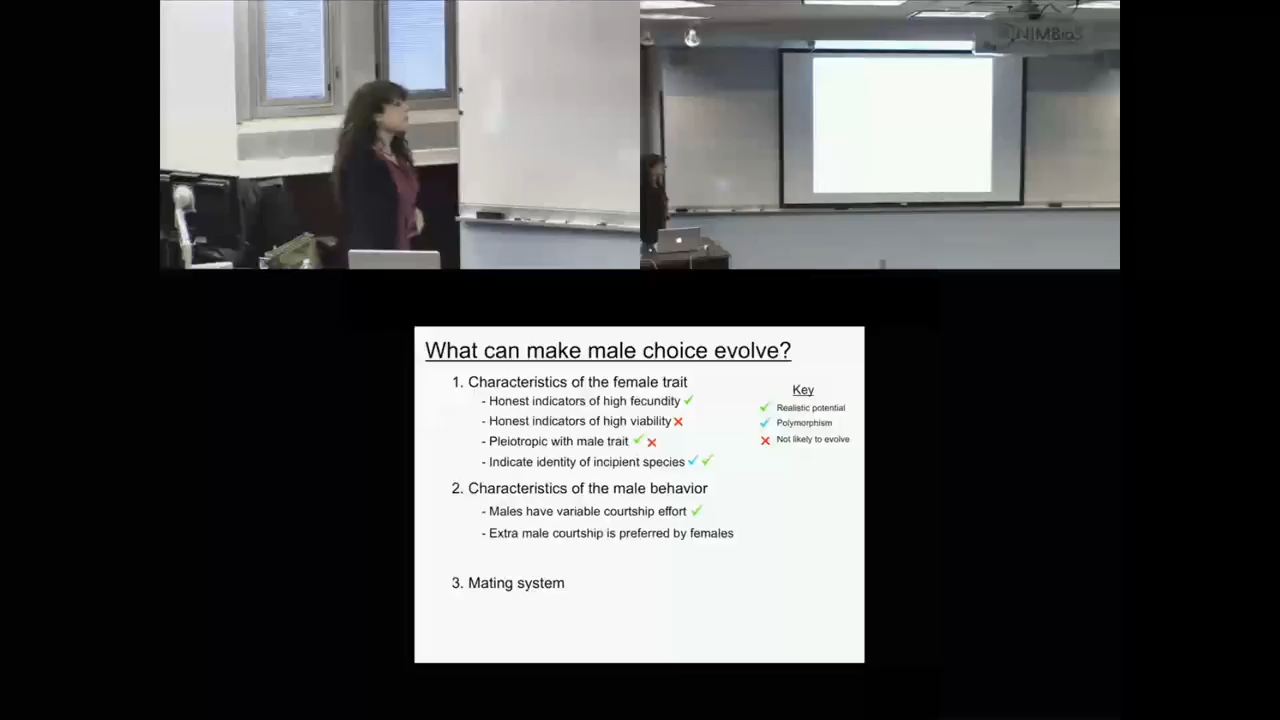 NIMBioS
What can make male choice evolve?
1. Characteristics of the female trait
- Honest indicators of high fecundity
- Honest indicators of high viability
- Pleiotropic with male trait
- Indicate identity of incipient species
2. Characteristics of the male behavior
- Males have variable courtship effort
- Extra male courtship is preferred by females
3. Mating system
Key
Realistic potential
Polymorphism
Not likely to evolve